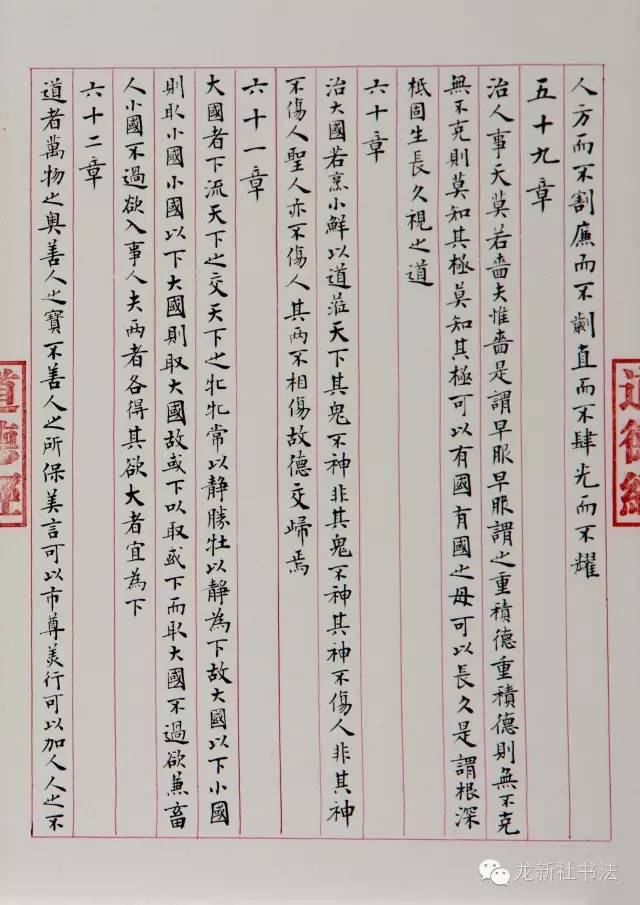 人方而不割廉而不劌直而不肆光而不耀
五十九章
治人事天莫若嗇夫惟嗇是謂早服早服謂之重積德重積德則無不克
無不克則莫知其極莫知其極可以有國有國之母可以長久是謂根深
柢固生長久視之道
六十章
治大國若烹小鮮以道蒞天下其鬼不神非其鬼不神其神不傷人非其神
不傷人聖人亦不傷人其兩不相傷故德交歸焉
六十一章
大國者下流天下之交天下之牝牝常以靜勝牡以靜為下故大國以下小國
則取小國小國以下大國則取大國故或下以取或下而取大國不過欲兼畜
人小國不過欲入事人夫兩者各得其欲大者宜為下
六十二章
道者萬物之奧善人之寶不善人之所保美言可以市尊美行可以加人人之不
道德經
道德經
龙新社书法